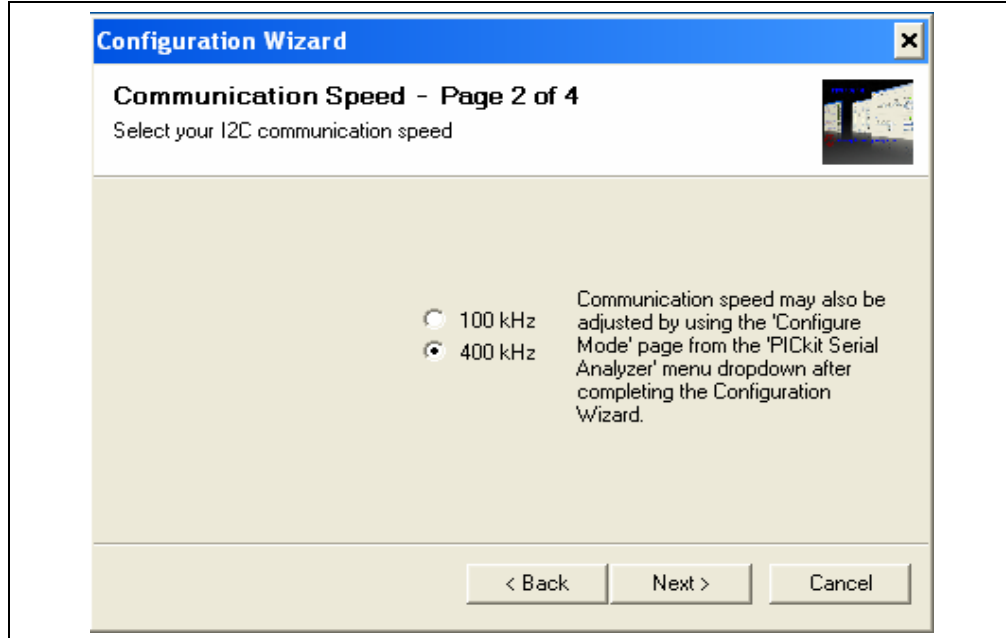 Configuration Wizard
Communication Speed - Page 2 of 4
Select your I2C communication speed
100 kHz
400 kHz
Communication speed may also be
adjusted by using the 'Configure
Mode' page from the 'PICkit Serial
Analyzer' menu dropdown after
completing the Configuration
Wizard.
< Back
Next >
Cancel